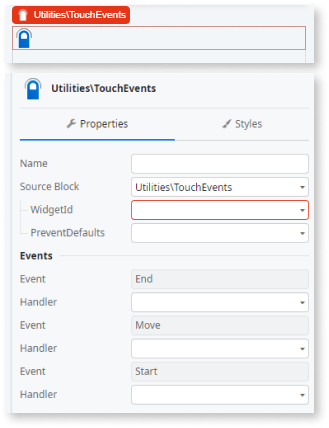 Utilities\TouchEvents
Utilities\TouchEvents
Properties
Styles
Name
Source Block Utilities\TouchEvents
WidgetId
PreventDefaults
Events
Event End
Handler
Event Move
Handler
Event Start
Handler